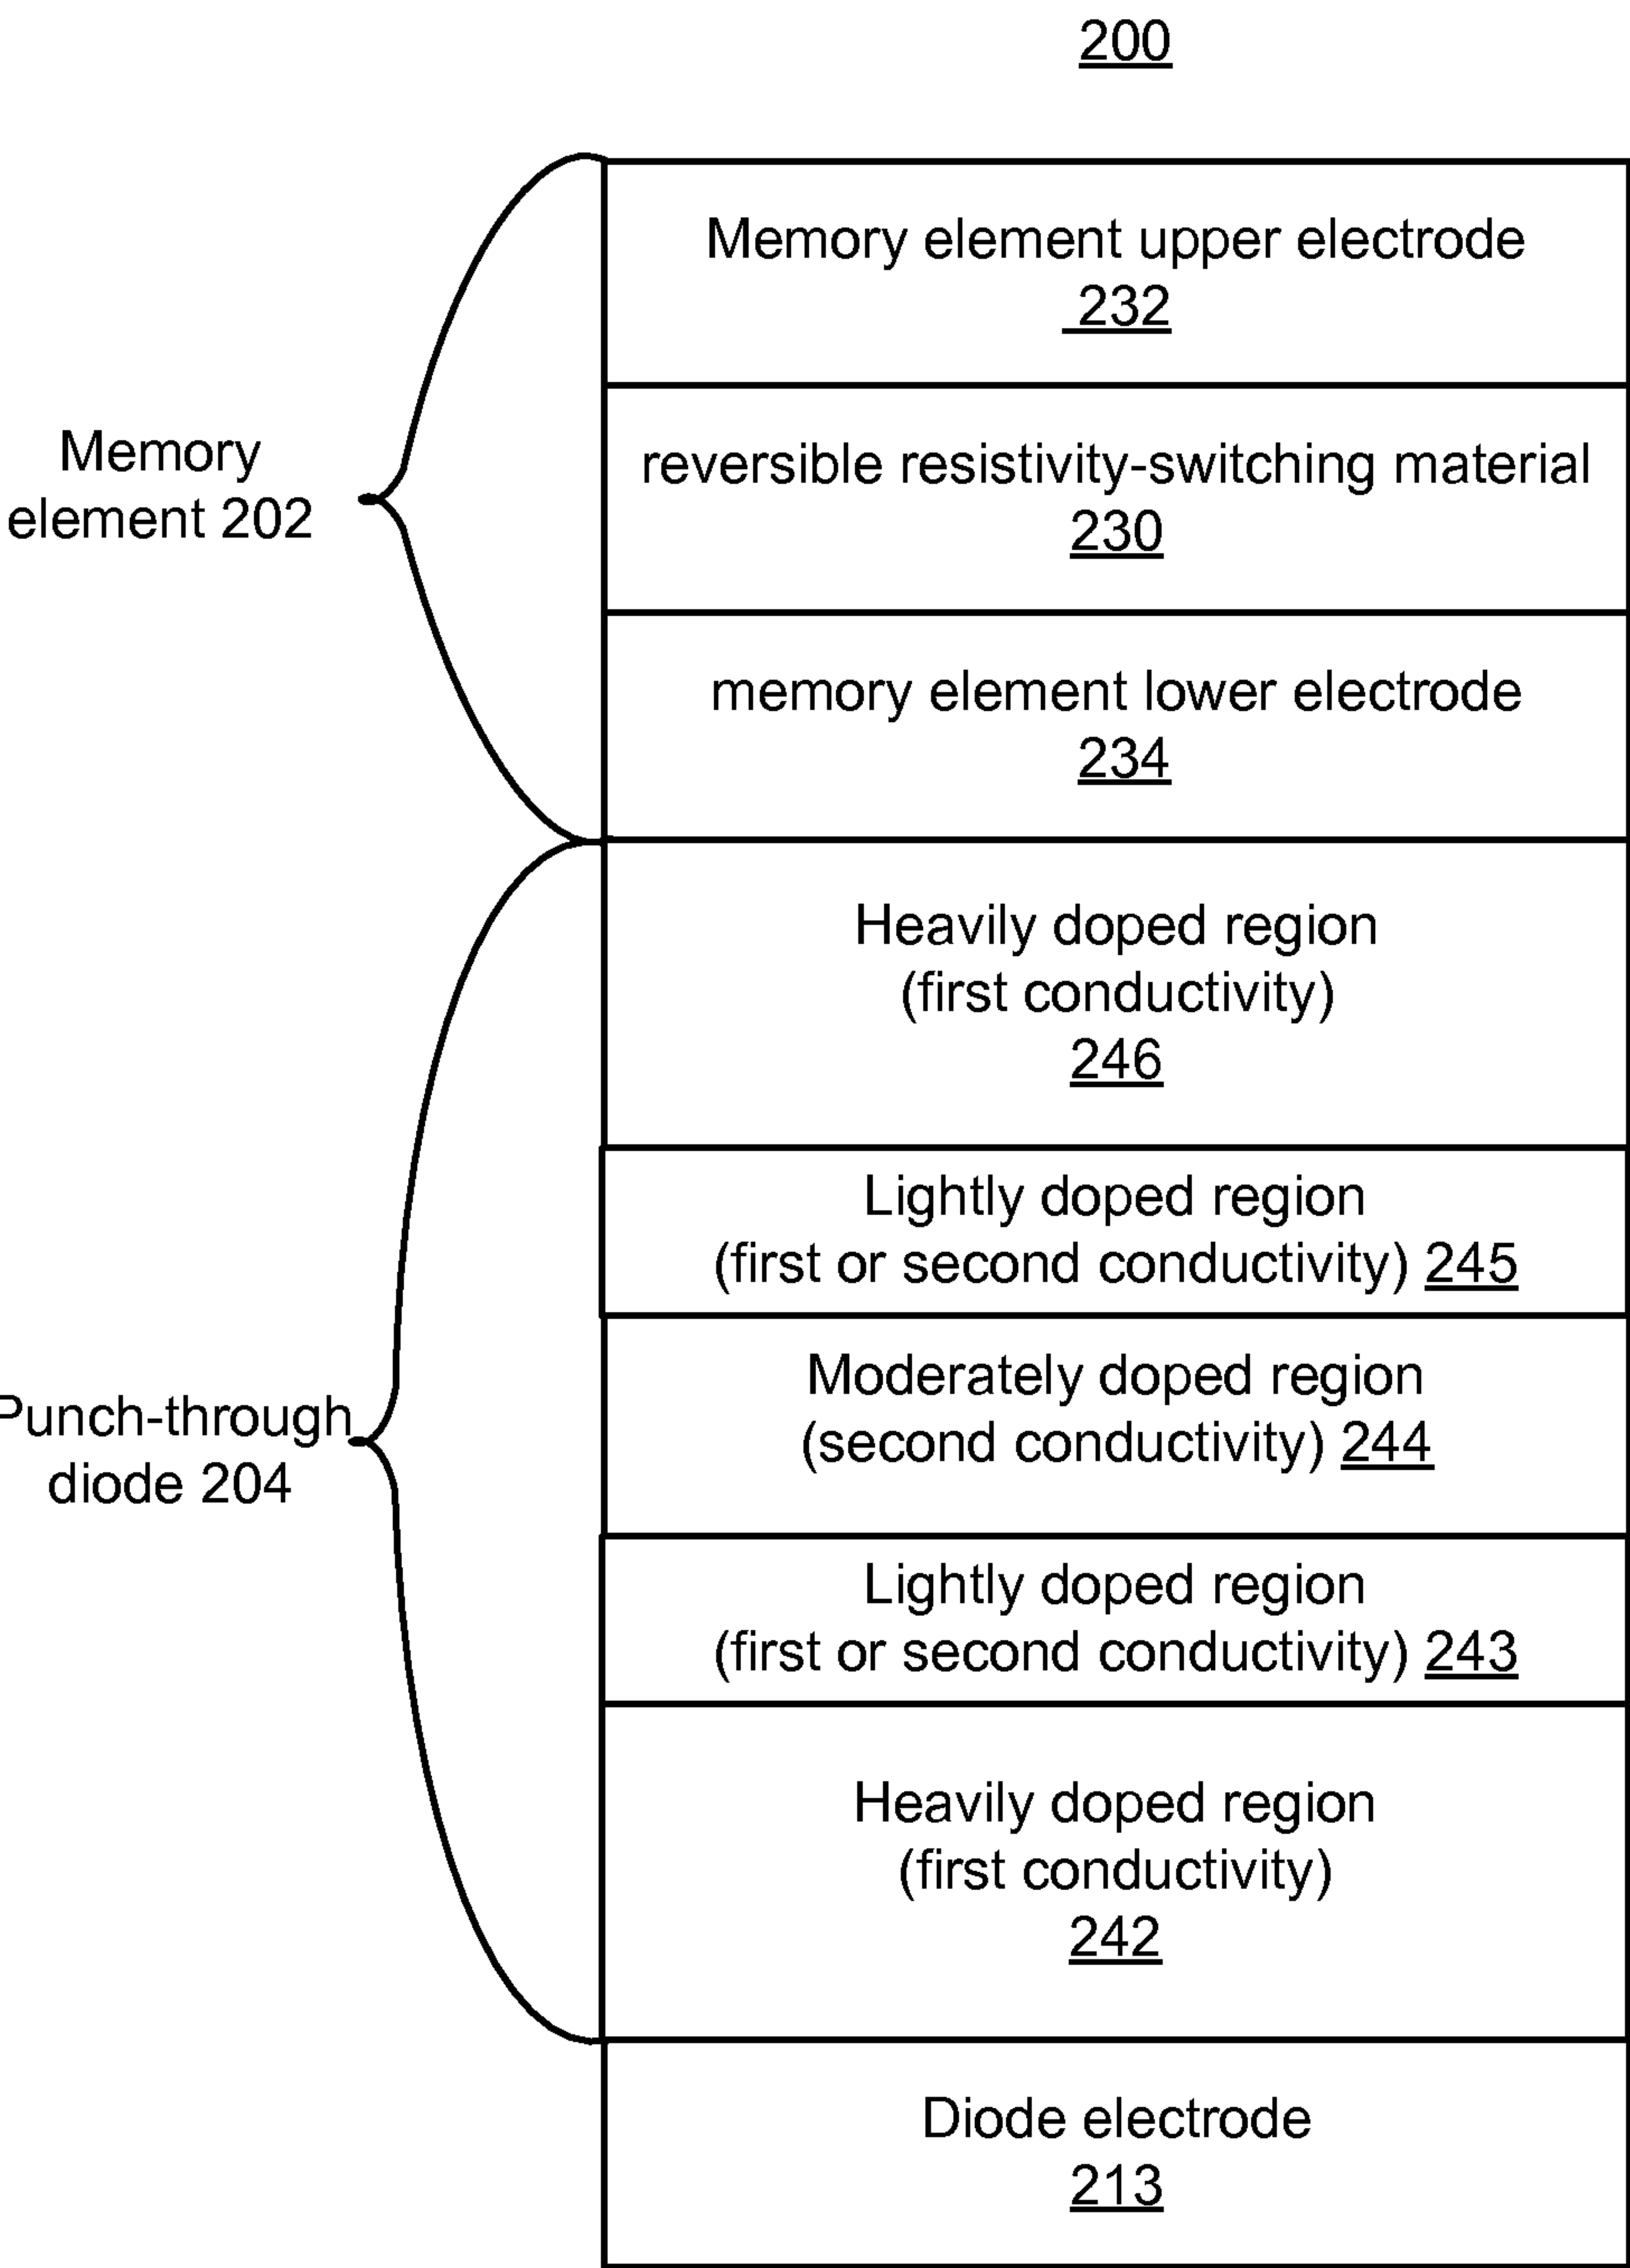 200
Memory element upper electrode
232
reversible resistivity-switching material
230
Memory
element 202
memory element lower electrode
234
Heavily doped region
(first conductivity)
246
Lightly doped region
(first or second conductivity) 245
Moderately doped region
(second conductivity) 244
Punch-through
diode 204
Lightly doped region
(first or second conductivity) 243
Heavily doped region
(first conductivity)
242
Diode electrode
213